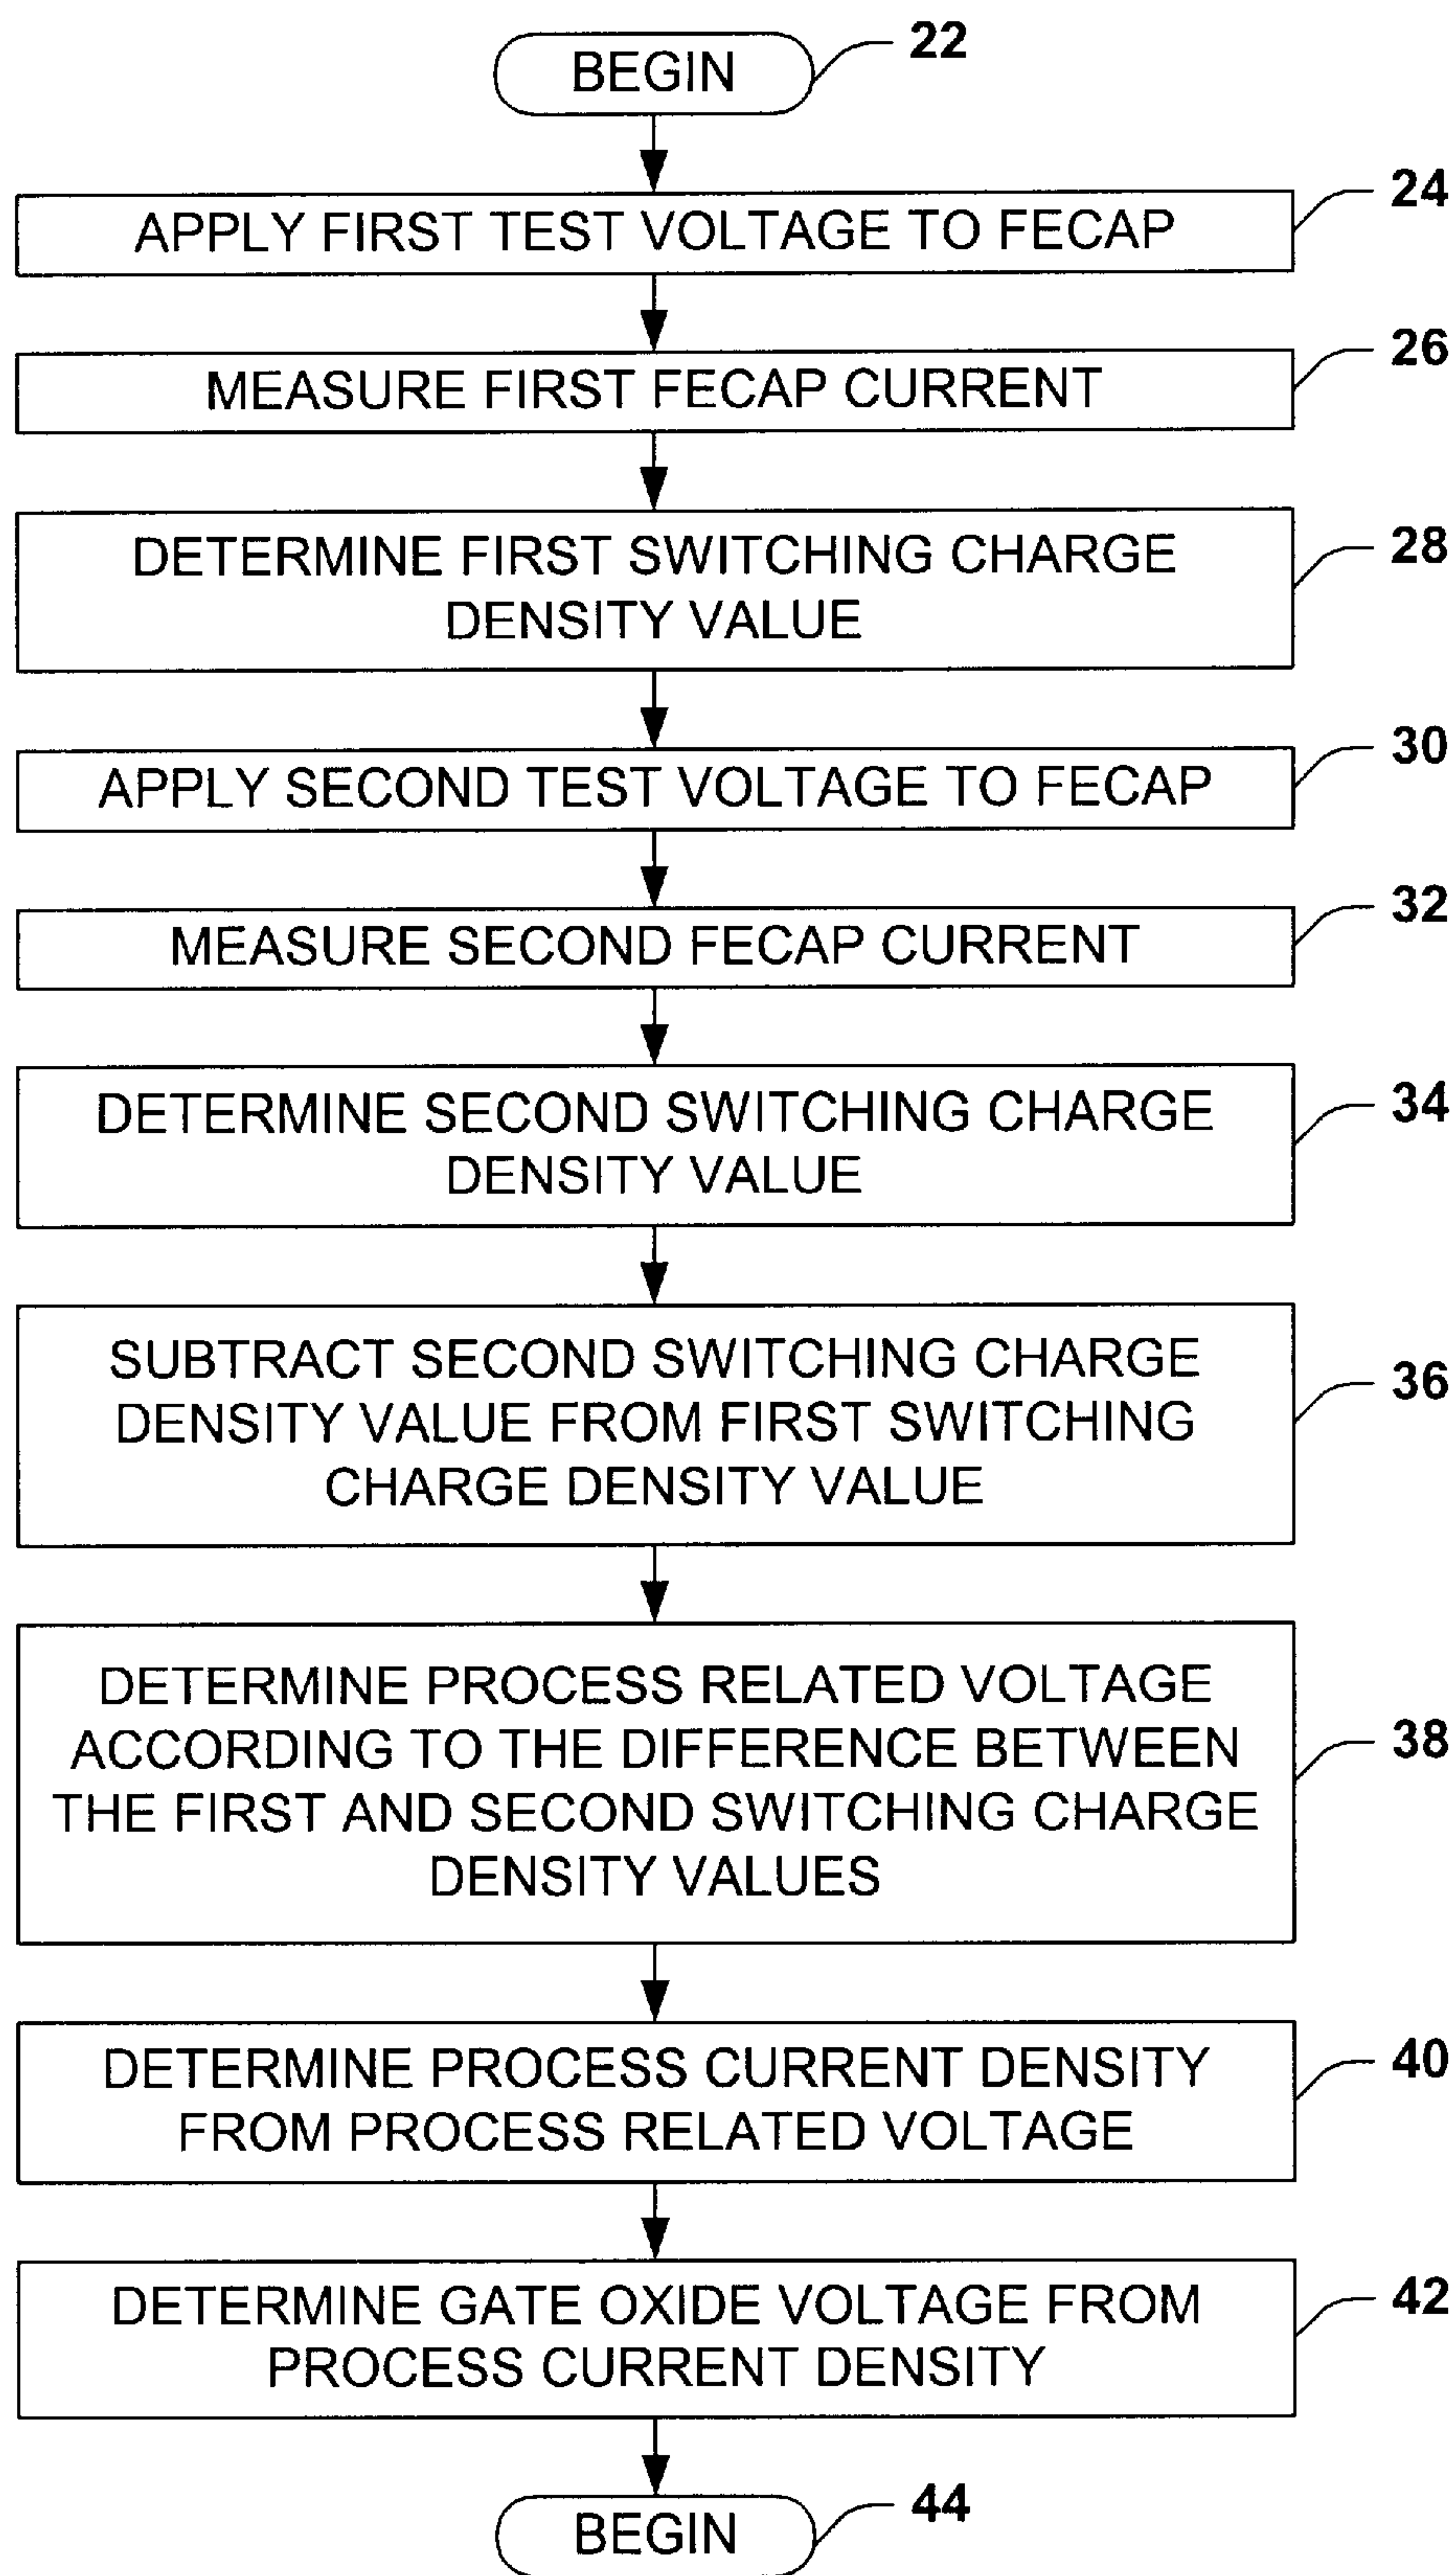 BEGIN
22
APPLY FIRST TEST VOLTAGE TO FECAP
24
MEASURE FIRST FECAP CURRENT
26
DETERMINE FIRST SWITCHING CHARGE
DENSITY VALUE
28
APPLY SECOND TEST VOLTAGE TO FECAP
30
MEASURE SECOND FECAP CURRENT
32
DETERMINE SECOND SWITCHING CHARGE
DENSITY VALUE
34
SUBTRACT SECOND SWITCHING CHARGE
DENSITY VALUE FROM FIRST SWITCHING
CHARGE DENSITY VALUE
36
DETERMINE PROCESS RELATED VOLTAGE
ACCORDING TO THE DIFFERENCE BETWEEN
THE FIRST AND SECOND SWITCHING CHARGE
DENSITY VALUES
38
DETERMINE PROCESS CURRENT DENSITY
FROM PROCESS RELATED VOLTAGE
40
DETERMINE GATE OXIDE VOLTAGE FROM
PROCESS CURRENT DENSITY
42
BEGIN
44